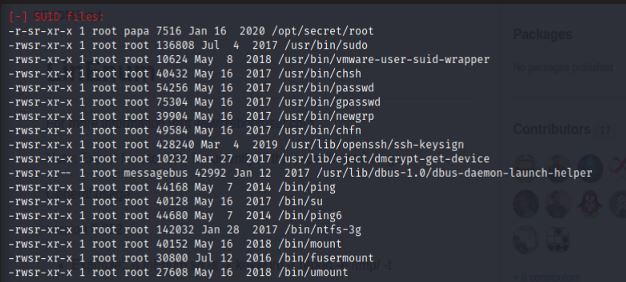 [-] SUID files:
-r-sr-xr-x 1 root papa 7516 Jan 16  2020 /opt/secret/root
-rwsr-xr-x 1 root root 136808 Jul  4  2017 /usr/bin/sudo
-rwsr-xr-x 1 root root 10624 May  8  2018 /usr/bin/vmware-user-suid-wrapper
-rwsr-xr-x 1 root root 40432 May 16  2017 /usr/bin/chsh
-rwsr-xr-x 1 root root 54256 May 16  2017 /usr/bin/passwd
-rwsr-xr-x 1 root root 75304 May 16  2017 /usr/bin/gpasswd
-rwsr-xr-x 1 root root 39904 May 16  2017 /usr/bin/newgrp
-rwsr-xr-x 1 root root 49584 May 16  2017 /usr/bin/chfn
-rwsr-xr-x 1 root root 428240 Mar  4  2019 /usr/lib/openssh/ssh-keysign
-rwsr-xr-x 1 root root 10232 Mar 27  2017 /usr/lib/eject/dmcrypt-get-device
-rwsr-xr-- 1 root messagebus 42992 Jan 12  2017 /usr/lib/dbus-1.0/dbus-daemon-launch-helper
-rwsr-xr-x 1 root root 44168 May  7  2014 /bin/ping
-rwsr-xr-x 1 root root 40128 May 16  2017 /bin/su
-rwsr-xr-x 1 root root 44680 May  7  2014 /bin/ping6
-rwsr-xr-x 1 root root 142032 Jan 28  2017 /bin/ntfs-3g
-rwsr-xr-x 1 root root 40152 May 16  2018 /bin/mount
-rwsr-xr-x 1 root root 30800 Jul 12  2016 /bin/fusermount
-rwsr-xr-x 1 root root 27608 May 16  2018 /bin/umount
Packages
No packages published
Contributors 17